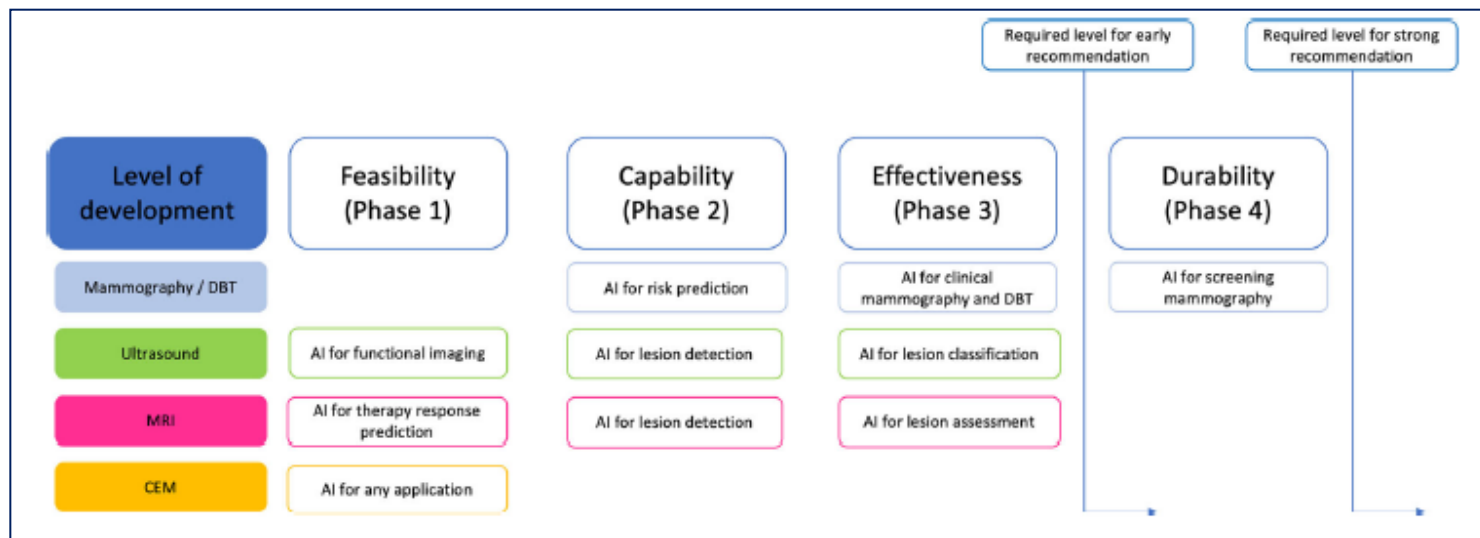 Required level for early
recommendation
Required level for strong
recommendation
Level of
development
Feasibility
(Phase 1)
Capability
(Phase 2)
Effectiveness
(Phase 3)
Durability
(Phase 4)
Mammography / DBT
AI for risk prediction
AI for clinical
mammography and DBT
AI for screening
mammography
Ultrasound
AI for functional imaging
AI for lesion detection
AI for lesion classification
MRI
AI for therapy response
prediction
AI for lesion detection
AI for lesion assessment
CEM
AI for any application